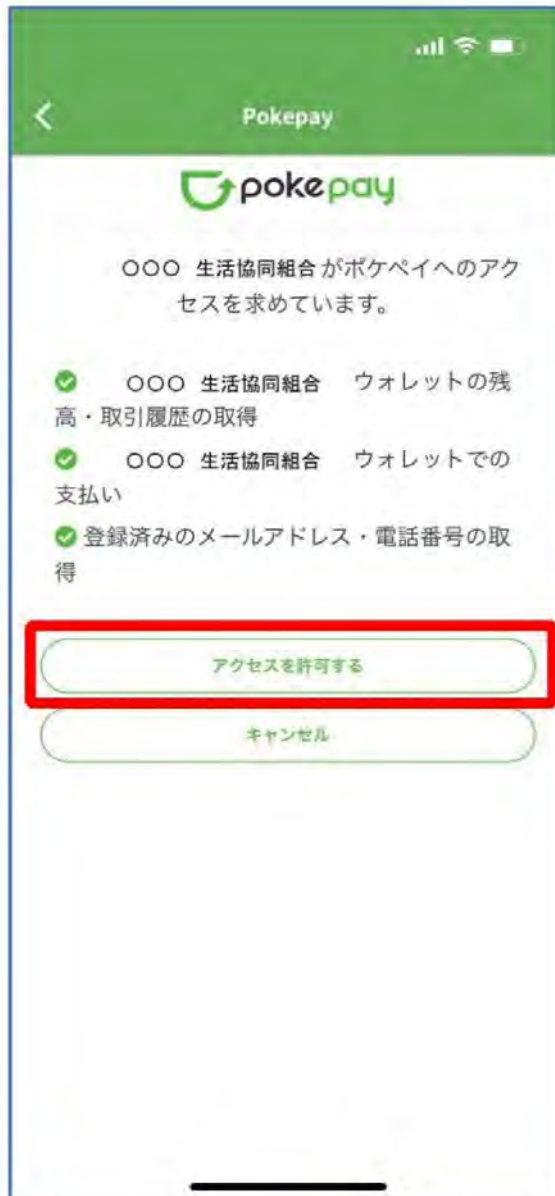 Pokepay
pokepay
○○○ 生活協同組合 がポケペイへのアク
セスを求めています。
○○○ 生活協同組合 ウォレットの残
高・取引履歴の取得
○○○ 生活協同組合 ウォレットでの
支払い
登録済みのメールアドレス・電話番号の取
得
アクセスを許可する
キャンセル